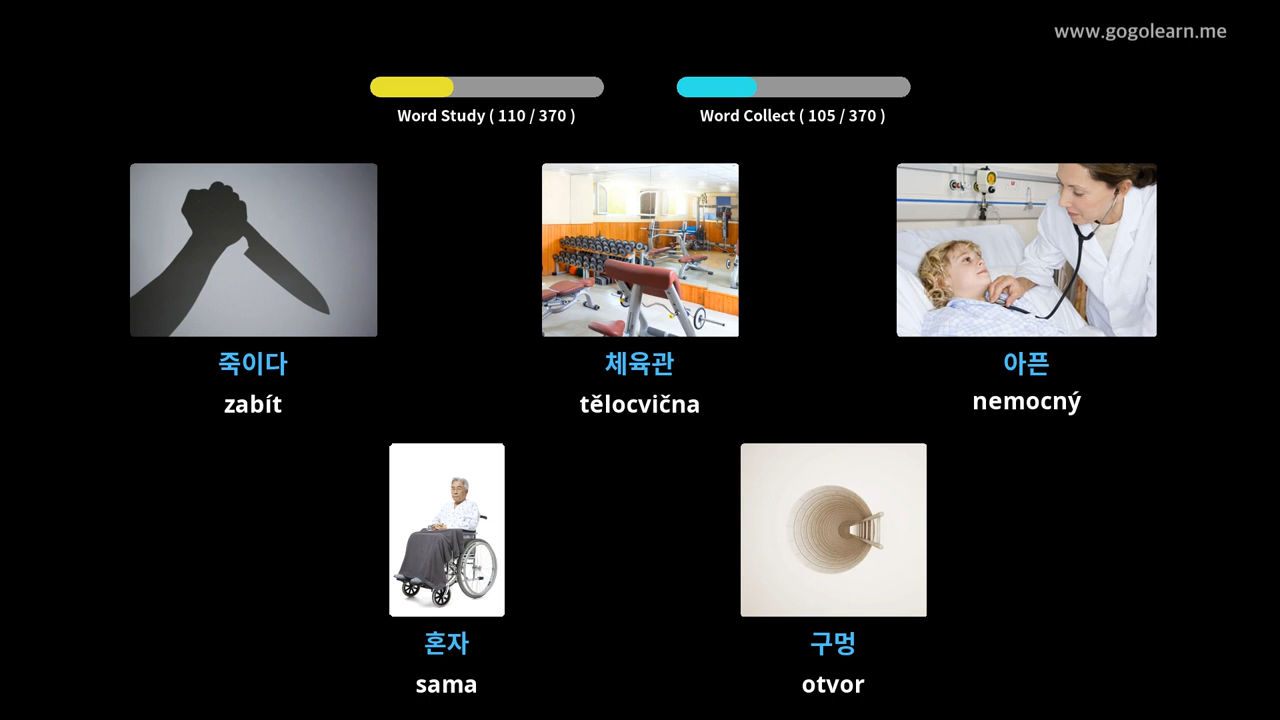 www.gogolearn.me
Word Study ( 110 / 370 )
Word Collect ( 105 / 370 )
죽이다
zabít
체육관
tělocvična
아픈
nemocný
혼자
sama
구멍
otvor